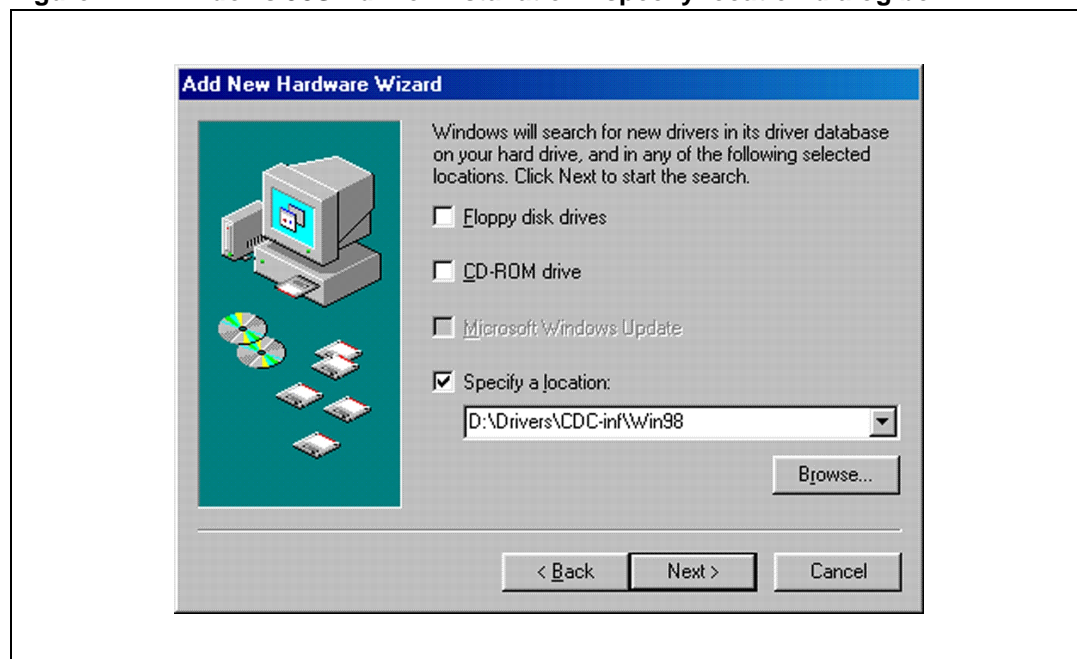 Add New Hardware Wizard
Windows will search for new drivers in its driver database
on your hard drive, and in any of the following selected
locations. Click Next to start the search.
Floppy disk drives
CD-ROM drive
Microsoft Windows Update
Specify a location:
D:\Drivers\CDC-inf\Win98
Browse...
< Back
Next >
Cancel